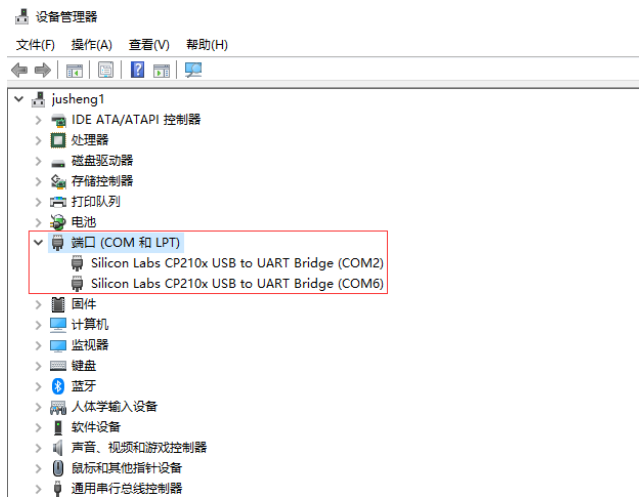 设备管理器
文件(F) 操作(A) 查看(V) 帮助(H)
jusheng1
IDE ATA/ATAPI 控制器
处理器
磁盘驱动器
存储控制器
打印队列
电池
端口 (COM 和 LPT)
Silicon Labs CP210x USB to UART Bridge (COM2)
Silicon Labs CP210x USB to UART Bridge (COM6)
固件
计算机
监视器
键盘
蓝牙
人体学输入设备
软件设备
声音、视频和游戏控制器
鼠标和其他指针设备
通用串行总线控制器